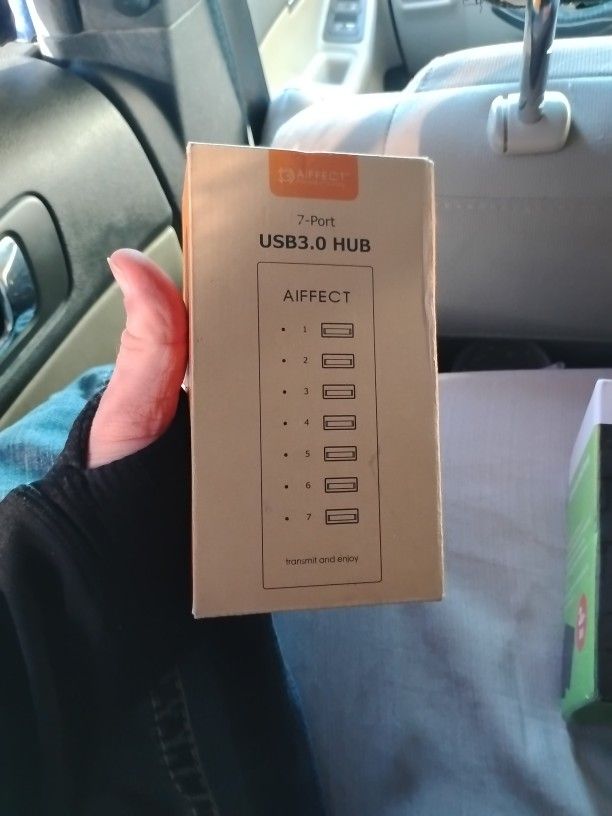 AIFFECT
7-Port
USB3.0 HUB
AIFFECT
1
2
3
4
5
6
7
transmit and enjoy